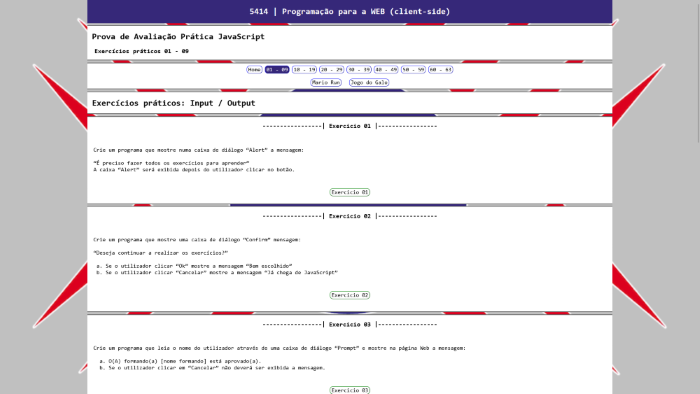 5414 | Programação para a WEB (client-side)
Prova de Avaliação Prática JavaScript
Exercícios práticos 01 - 09
Home 01 - 09 10 - 19 20 - 29 30 - 39 40 - 49 50 - 59 60 - 63
Mario Run Jogo do Galo
Exercícios práticos: Input / Output
----------------| Exercício 01 |----------------
Crie um programa que mostre numa caixa de diálogo "Alert" a mensagem:
"É preciso fazer todos os exercícios para aprender"
A caixa "Alert" será exibida depois do utilizador clicar no botão.
Exercício 01
----------------| Exercício 02 |----------------
Crie um programa que mostre uma caixa de diálogo "Confirm" mensagem:
"Deseja continuar a realizar os exercícios?"
a. Se o utilizador clicar "Ok" mostre a mensagem "Bem escolhido"
b. Se o utilizador clicar "Cancelar" mostre a mensagem "Já chega de JavaScript"
Exercício 02
----------------| Exercício 03 |----------------
Crie um programa que leia o nome do utilizador através de uma caixa de diálogo "Prompt" e mostre na página Web a mensagem:
a. O(A) formando(a) [nome formando] está aprovado(a).
b. Se o utilizador clicar em "Cancelar" não deverá ser exibida a mensagem.
Exercício 03